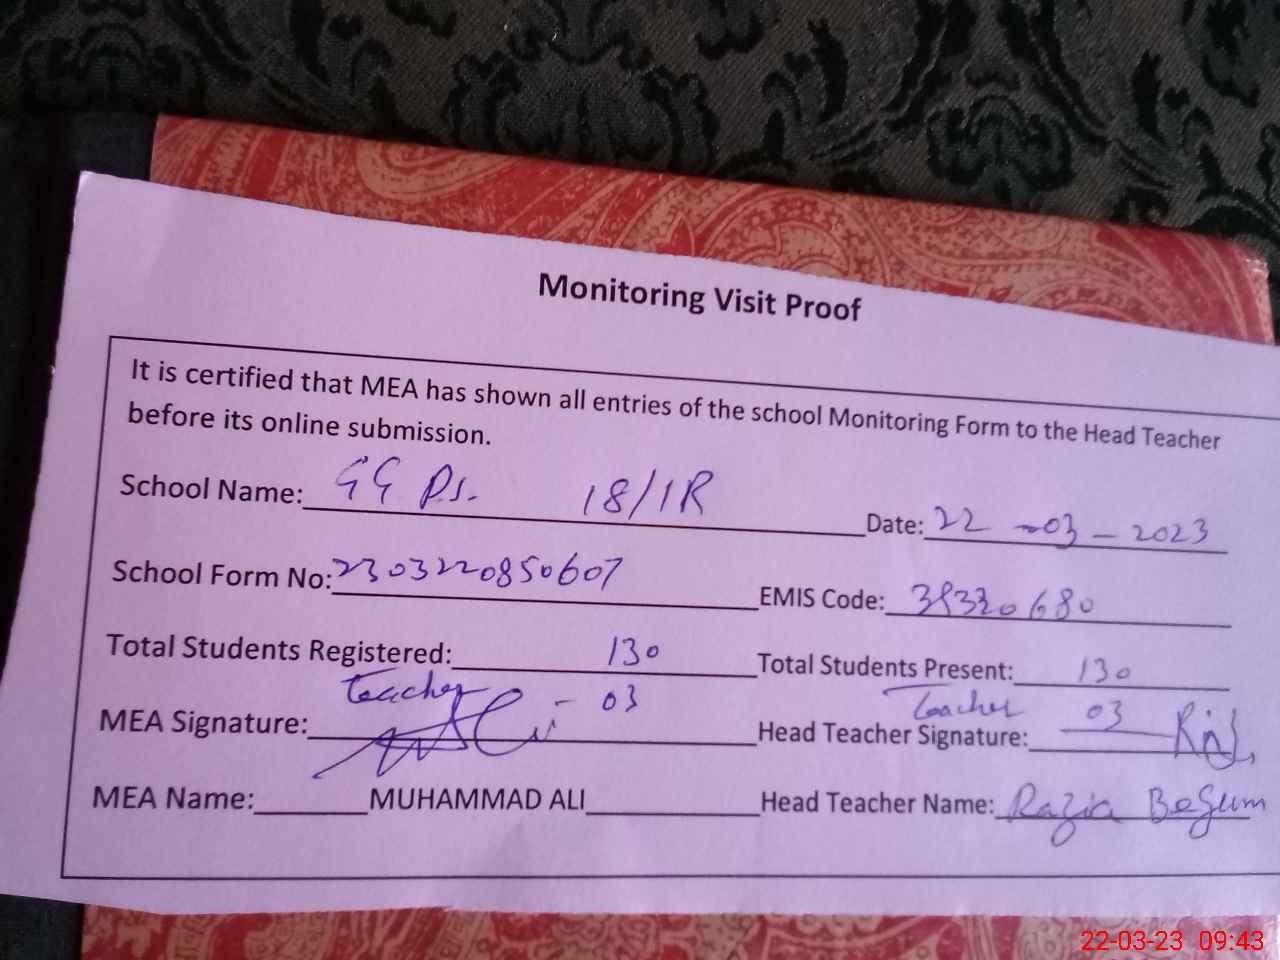 Monitoring Visit Proof
It is certified that MEA has shown all entries of the school Monitoring Form to the Head Teacher
before its online submission.
School Name: GG P.S. 18/1R Date: 22-03-2023
School Form No: 2303220850607 EMIS Code: 38320680
Total Students Registered: 130 Total Students Present: 130
Teacher - 03 Teacher 03
MEA Signature: Head Teacher Signature:
MEA Name: MUHAMMAD ALI Head Teacher Name: Razia Begum
22-03-23 09:43